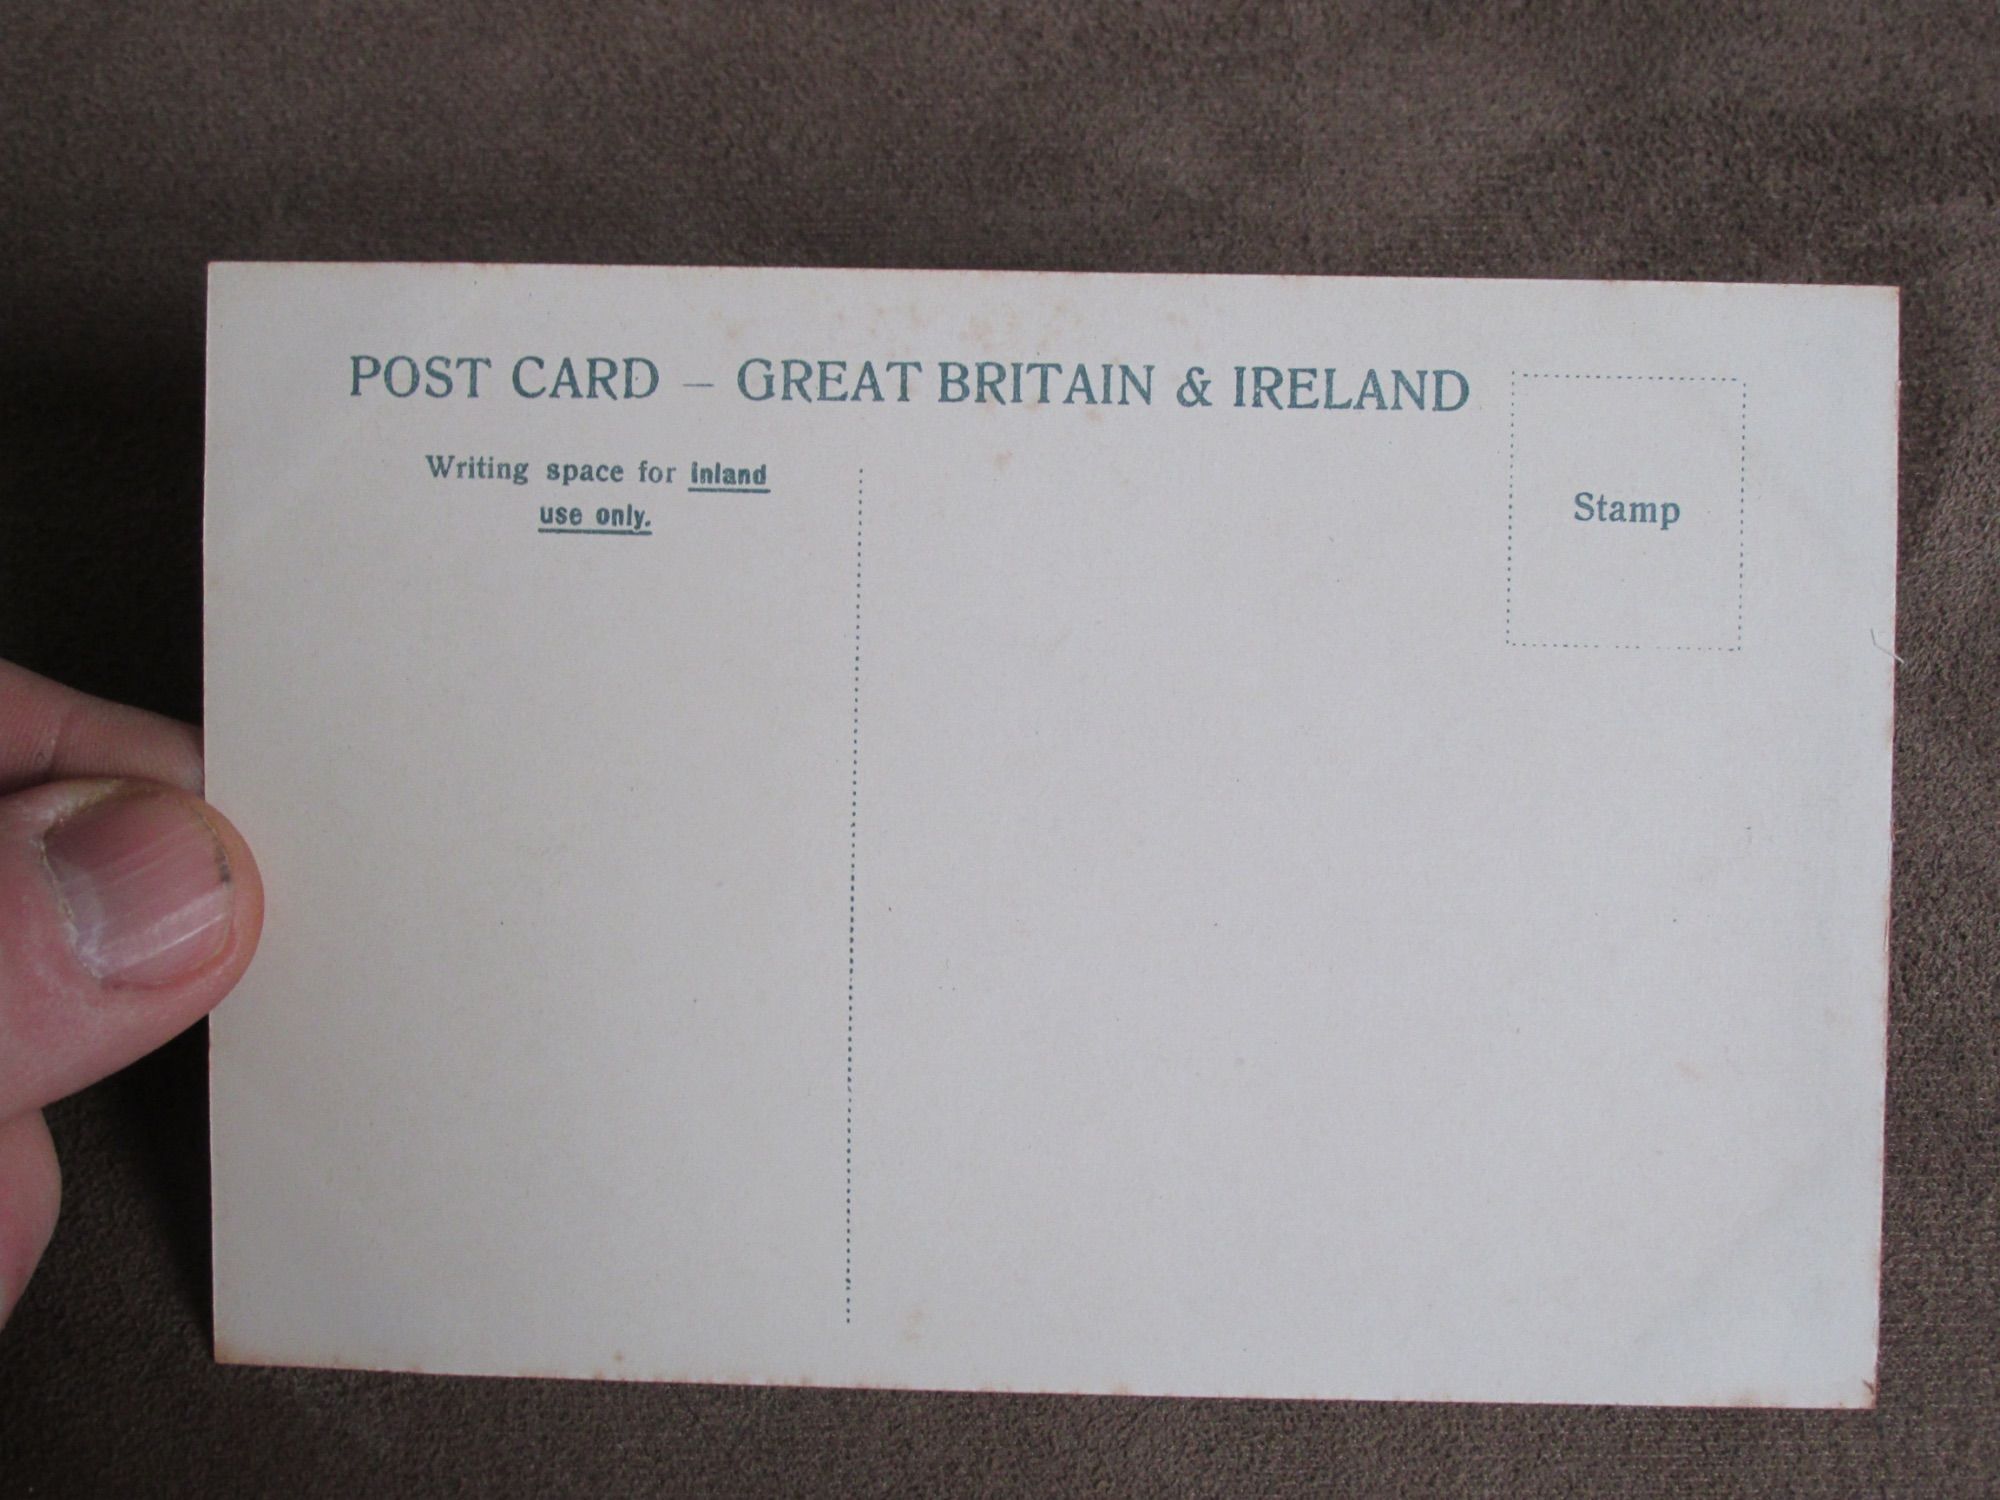 POST CARD – GREAT BRITAIN & IRELAND
Writing space for inland
use only.
Stamp